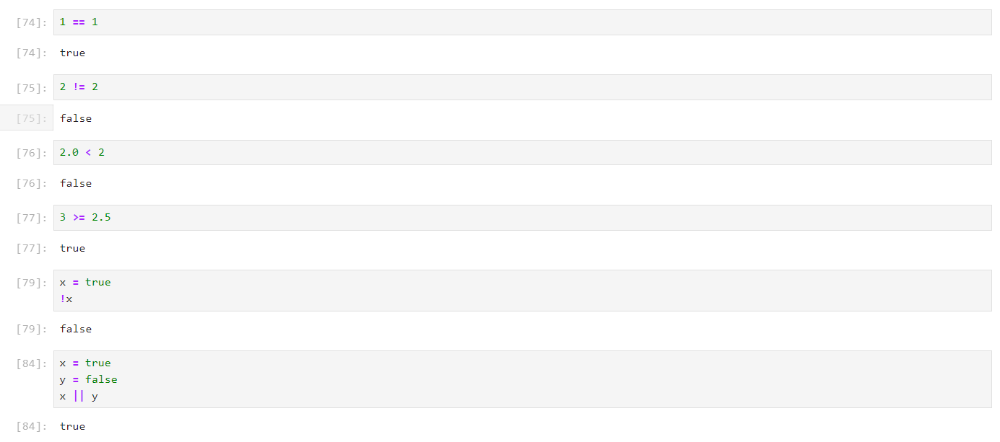 [74]: 1 == 1
[74]: true
[75]: 2 != 2
[75]: false
[76]: 2.0 < 2
[76]: false
[77]: 3 >= 2.5
[77]: true
[79]: x = true
!x
[79]: false
[84]: x = true
y = false
x || y
[84]: true